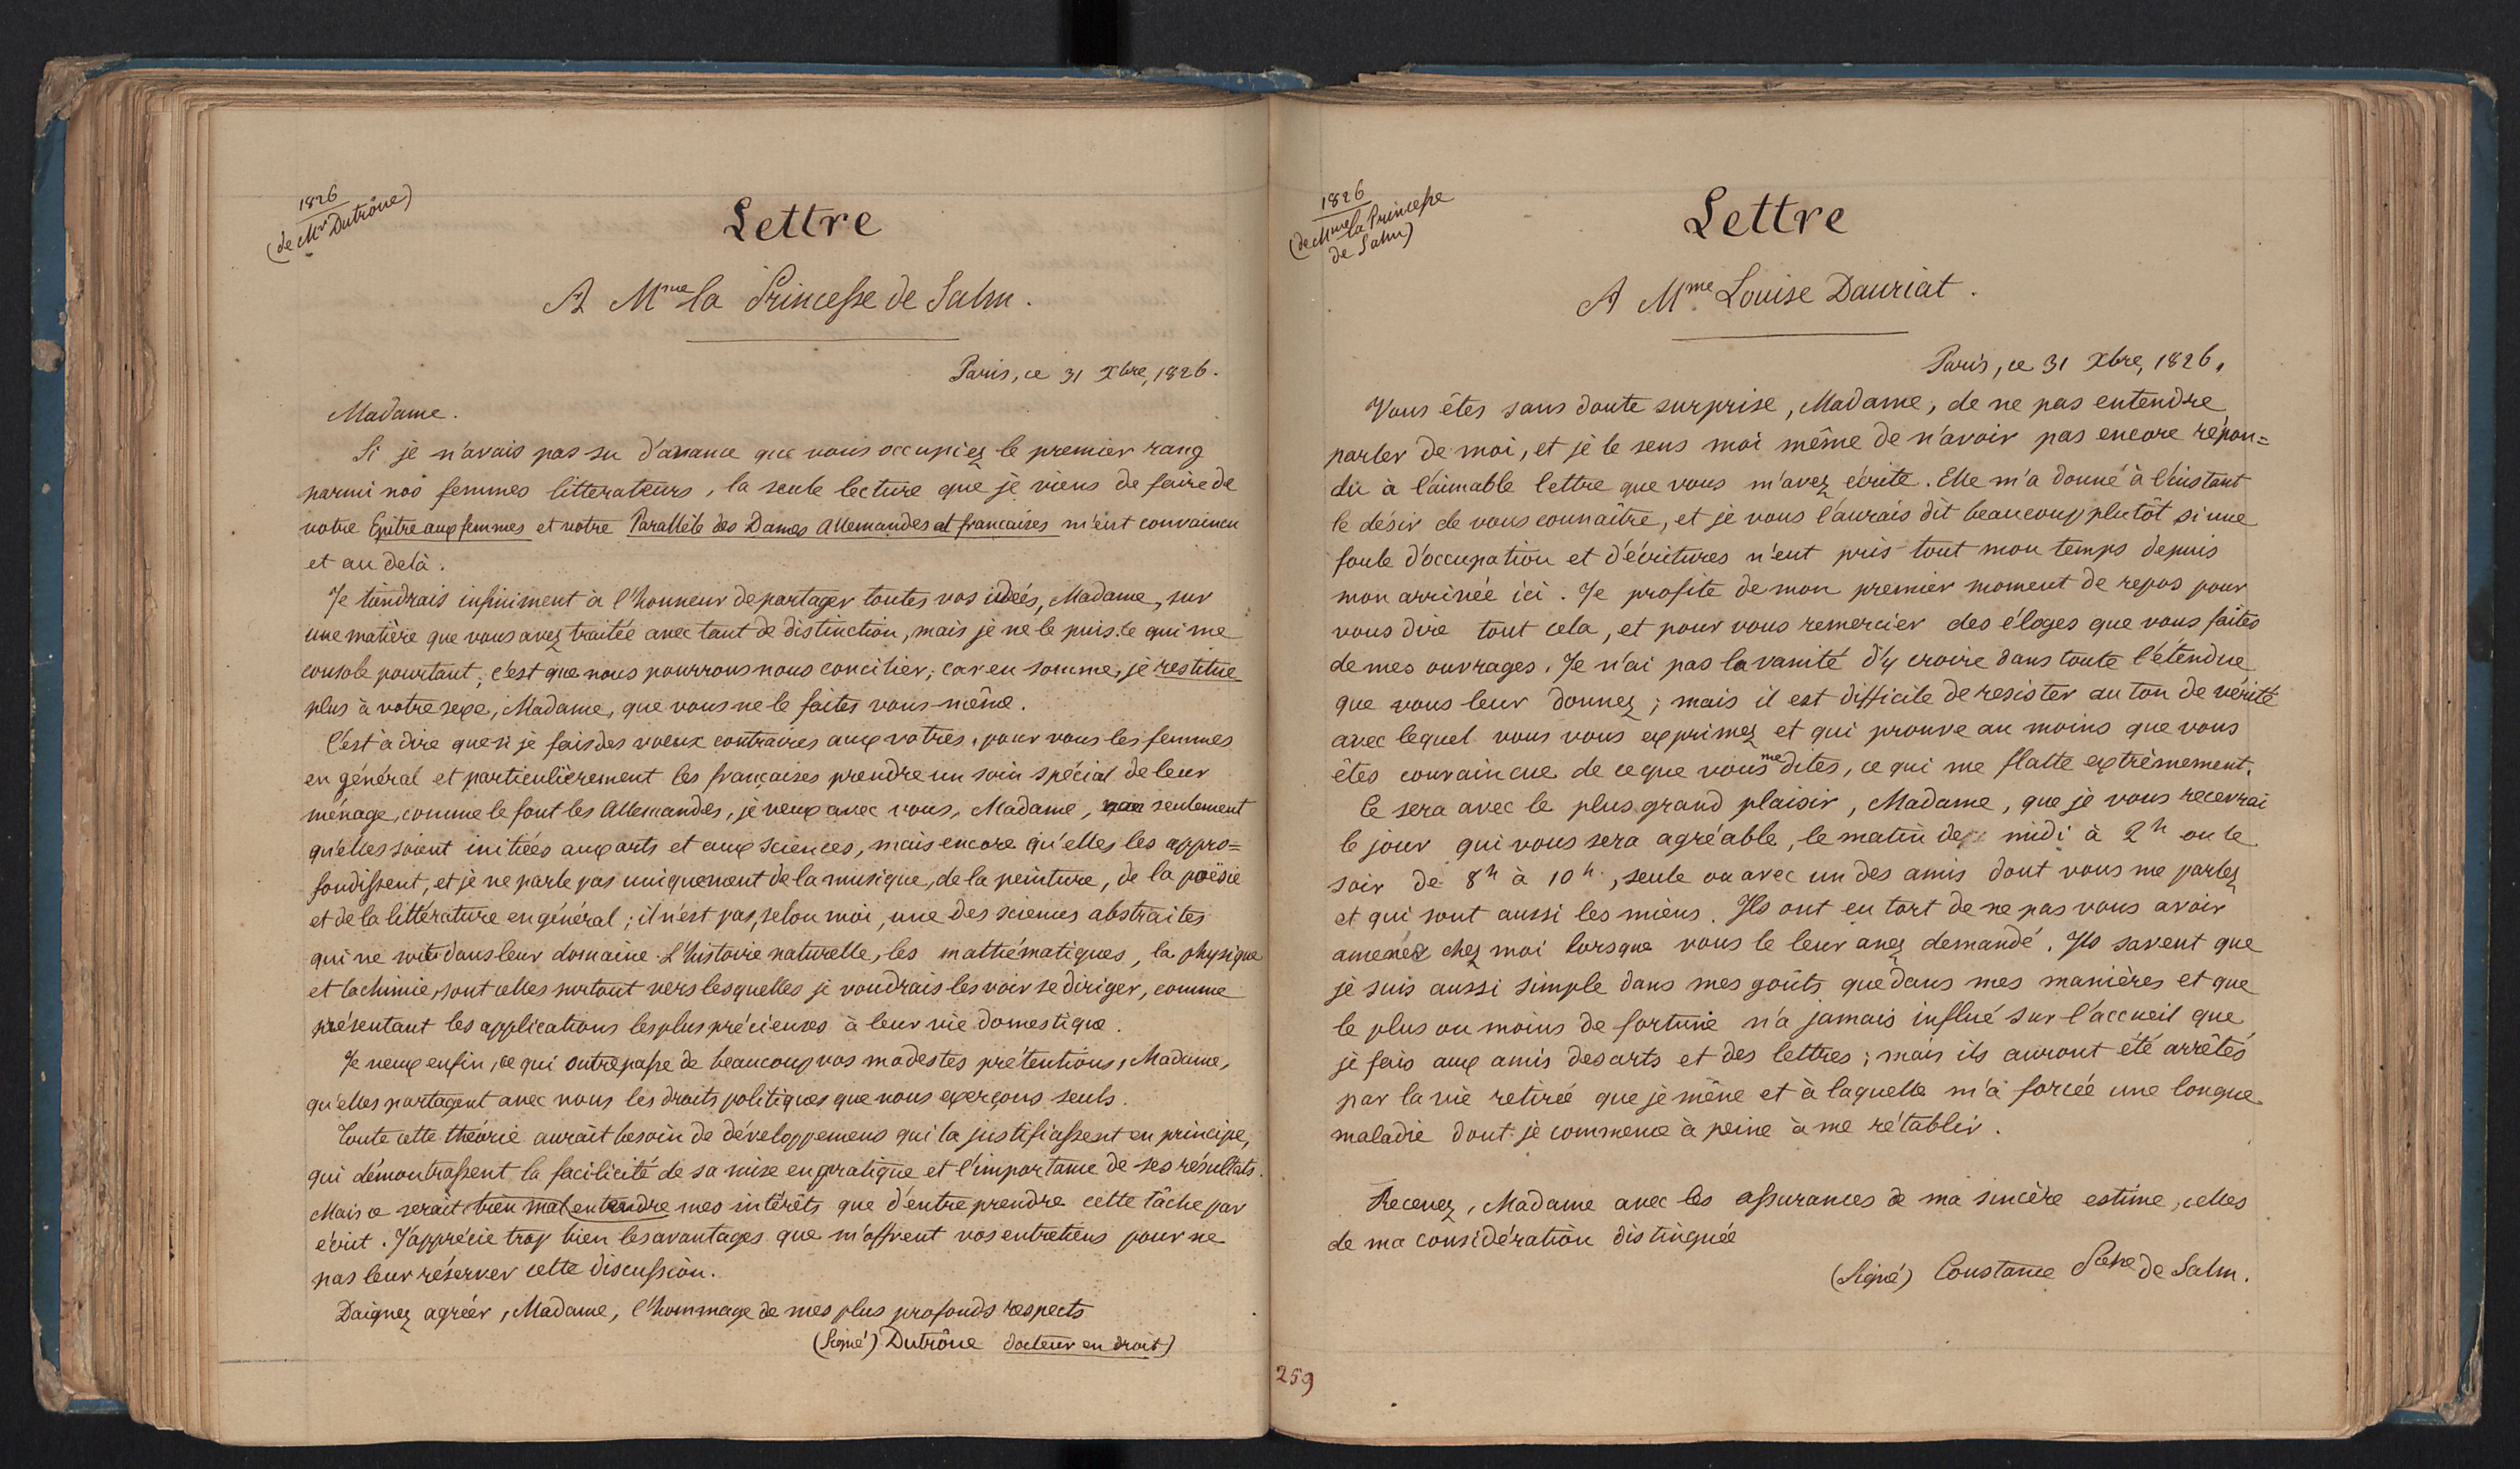 1826
(de Mr Dutrône)
Lettre
A Mme la Princesse de Salm.
Paris, ce 31 Xbre, 1826.
Madame.
Si je n'avais pas su d'avance que vous occupiez le premier rang
parmi nos femmes litterateurs, la seule lecture que je viens de faire de
votre Epitre aux femmes et votre Parallèle des Dames allemandes et francaises m'eut convaincu
et au delà.
Je tiendrais infiniment à l'honneur de partager toutes vos idées, Madame, sur
une matière que vous avez traitée avec tant de distinction, mais je ne le puis. Ce qui me
console pourtant, c'est que nous pourrons nous concilier; car en somme, je restitue
plus à votre sexe, Madame, que vous ne le faites vous-même.
C'est à dire que si je fais des voeux contraires aux votres, pour vous les femmes
en général et particulièrement les françaises prendre un soin spécial de leur
ménage, comme le font les Allemandes, je veux avec vous, Madame, non seulement
qu'elles soient initiées aux arts et aux sciences, mais encore qu'elles les appro=
fondissent, et je ne parle pas uniquement de la musique, de la peinture, de la poësie
et de la littérature en général; il n'est pas, selon moi, une des sciences abstraites
qui ne soit dans leur domaine. L'histoire naturelle, les mathématiques, la physique
et la chimie, sont celles surtout vers lesquelles je voudrais les voir se diriger, comme
présentant les applications les plus précieuses à leur vie domestique.
Je veux enfin, ce qui outrepasse de beaucoup vos modestes prétentions, Madame,
qu'elles partagent avec nous les droits politiques que nous exerçons seuls.
Toute cette théorie aurait besoin de développemens qui la justifiassent en principe,
qui démontrassent la facilicité de sa mise en pratique et l'importance de ses résultats.
Mais ce serait bien mal entendre mes intérêts que d'entreprendre cette tâche par
écrit. J'apprécie trop bien les avantages que m'offrent vos entretiens pour ne
pas leur réserver cette discussion.
Daignez agréer, Madame, l'hommage de mes plus profonds respects
(Signé) Dutrône docteur en droit)
1826
(de Mme la Princesse
de Salm)
Lettre
A Mme Louise Dauriat.
Paris, ce 31 Xbre, 1826.
Vous êtes sans doute surprise, Madame, de ne pas entendre
parler de moi, et je le sens moi même de n'avoir pas encore répon=
du à l'aimable lettre que vous m'avez écrite. Elle m'a donné à l'instant
le désir de vous connaître, et je vous l'aurais dit beaucoup plutôt si une
foule d'occupation et d'écritures n'eut pris tout mon temps depuis
mon arrivée ici. Je profite de mon premier moment de repos pour
vous dire tout cela, et pour vous remercier des éloges que vous faites
de mes ouvrages. Je n'ai pas la vanité d'y croire dans toute l'étendue
que vous leur donnez; mais il est difficile de resister au ton de vérité
avec lequel vous vous exprimez et qui prouve au moins que vous
êtes convaincue de ce que vous me dites, ce qui me flatte extrêmement.
Ce sera avec le plus grand plaisir, Madame, que je vous recevrai
le jour qui vous sera agréable, le matin de midi à 2h ou le
soir de 8h à 10h, seule ou avec un des amis dont vous me parlez
et qui sont aussi les miens. Ils ont eu tort de ne pas vous avoir
amenée chez moi lorsque vous le leur avez demandé. Ils savent que
je suis aussi simple dans mes goûts que dans mes manières et que
le plus ou moins de fortune n'a jamais influé sur l'accueil que
je fais aux amis des arts et des lettres; mais ils auront été arrêtés
par la vie retirée que je mène et à laquelle m'a forcée une longue
maladie dont je commence à peine à me rétablir.
Recevez, Madame avec les assurances de ma sincère estime, celles
de ma considération distinguée
(Signé) Constance Psse de Salm.
259